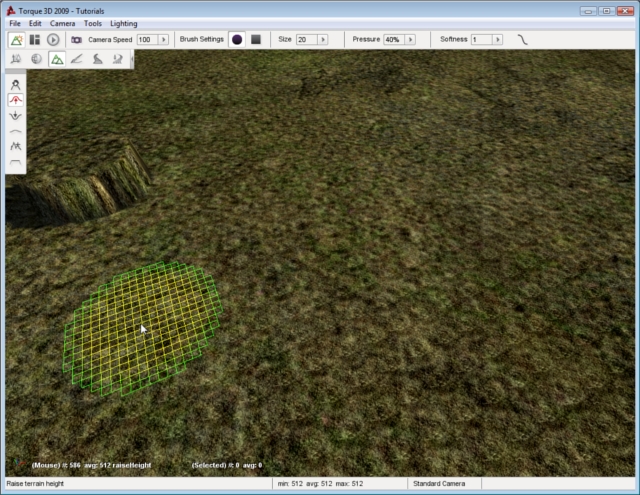 Torque 3D 2009 - Tutorials
File Edit Camera Tools Lighting
Camera Speed 100 Brush Settings Size 20 Pressure 40% Softness 1
(Mouse) #: 586 avg: 512 raiseHeight (Selected) #: 0 avg: 0
Raise terrain height min: 512 avg: 512 max: 512 Standard Camera